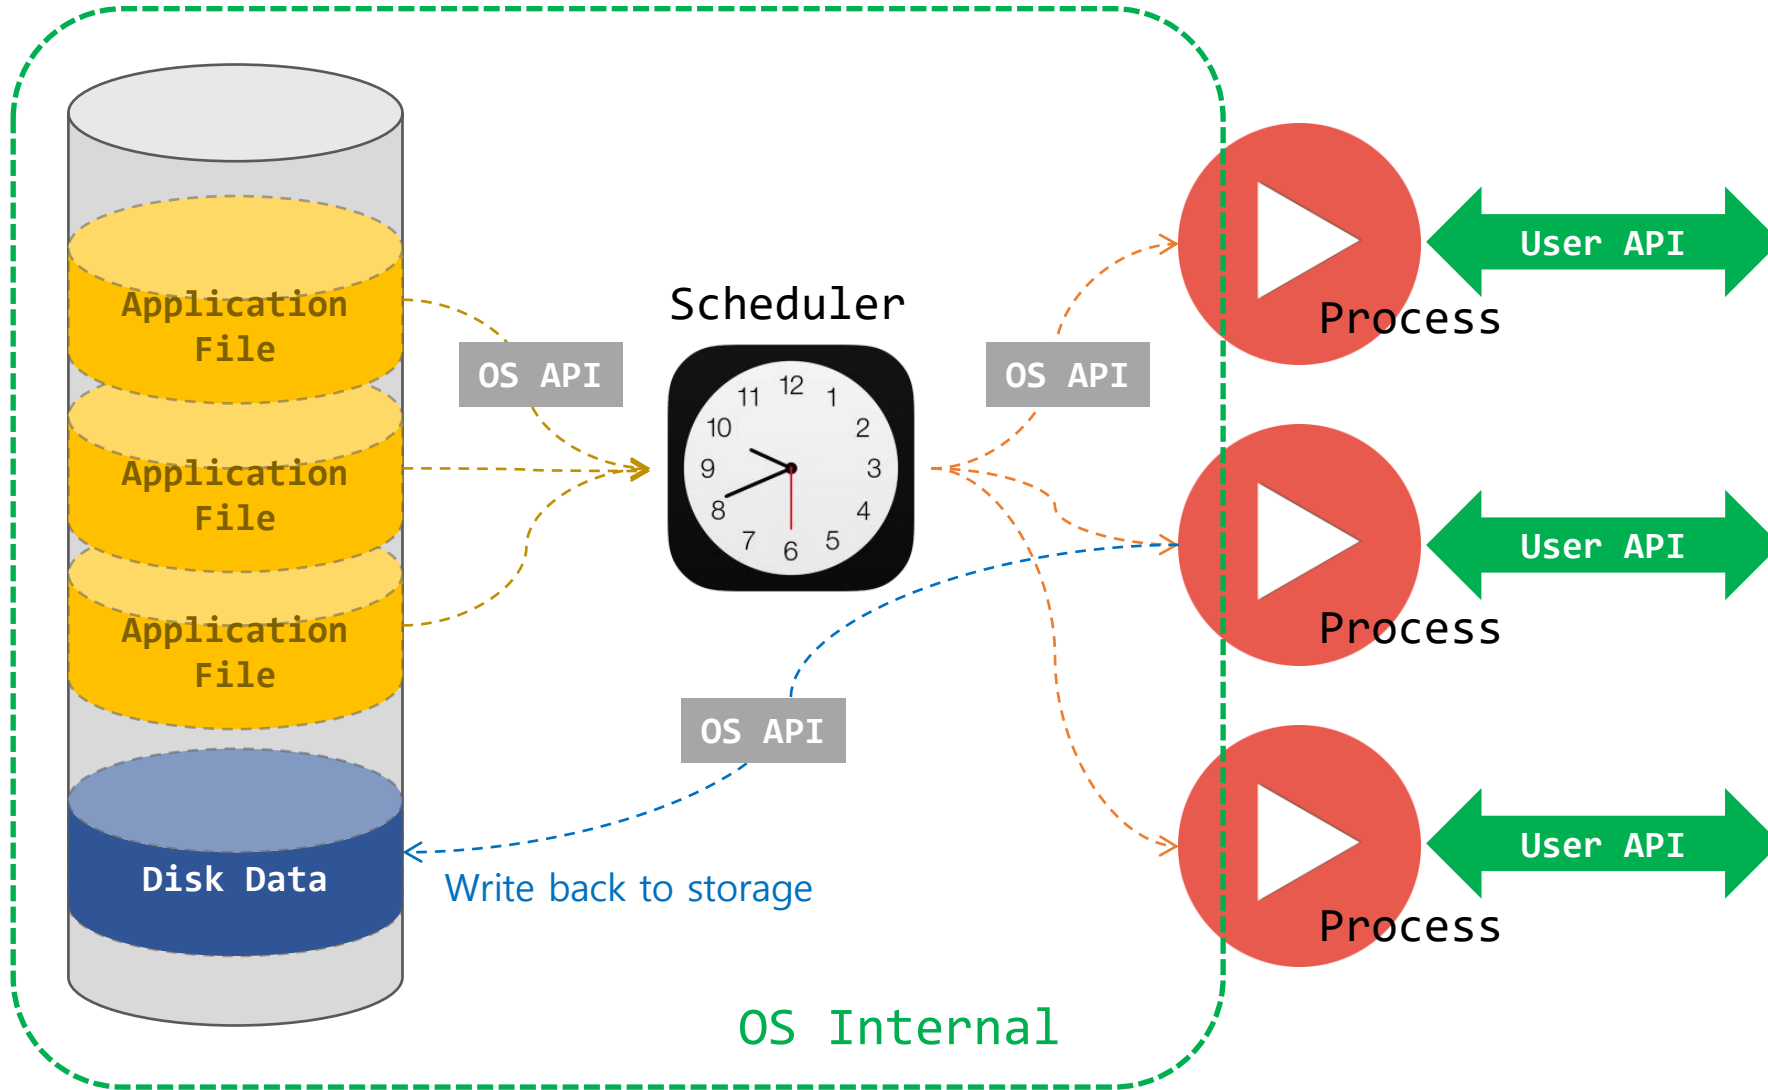 Application
File
Application
File
Application
File
Disk Data
OS API
Scheduler
12
1
2
3
4
5
6
7
8
9
10
11
OS API
OS API
Write back to storage
Process
Process
Process
User API
User API
User API
OS Internal